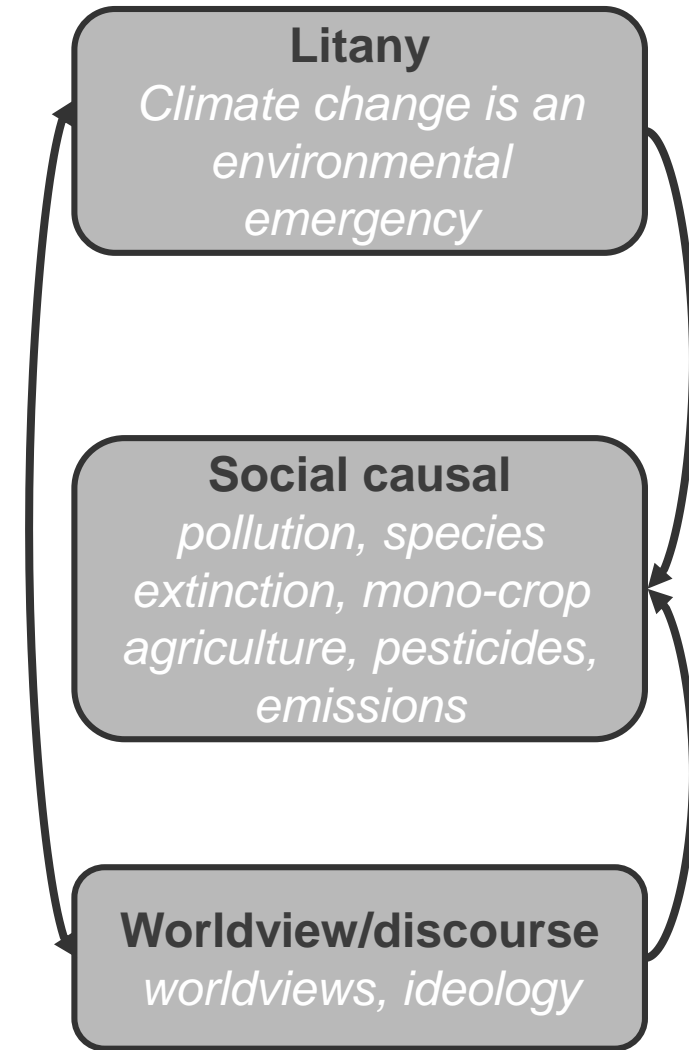 Litany
Climate change is an
environmental
emergency
Social causal
pollution, species
extinction, mono-crop
agriculture, pesticides,
emissions
Worldview/discourse
worldviews, ideology